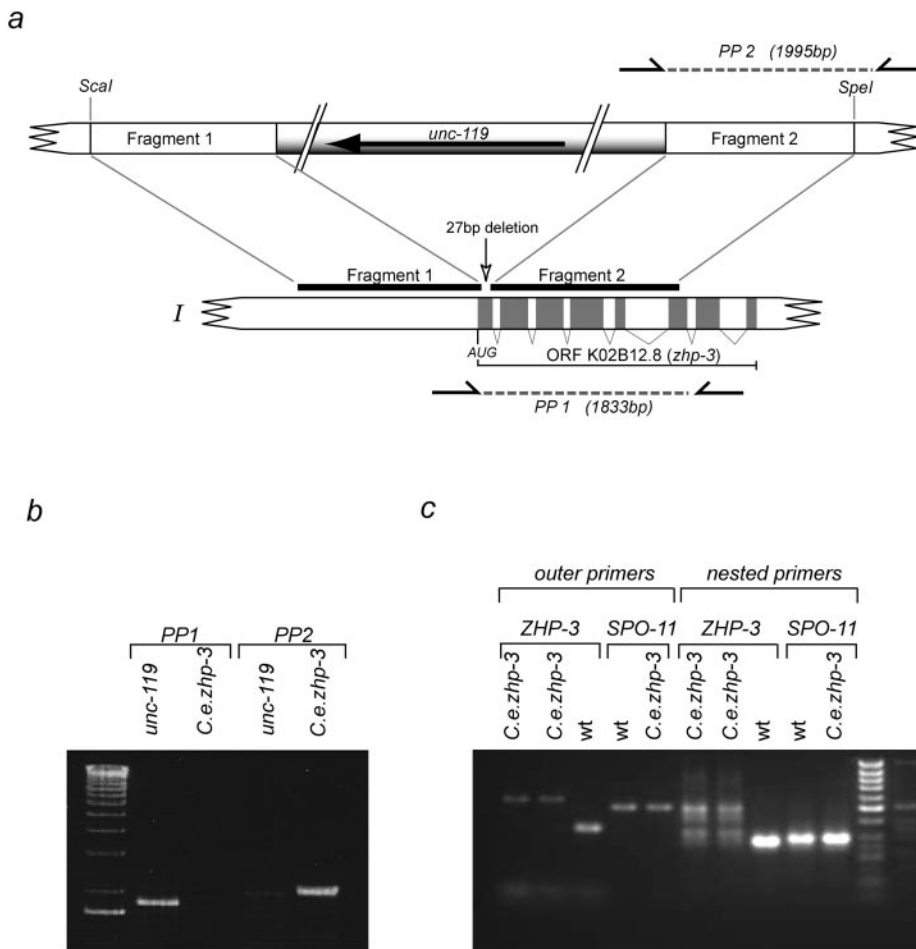 a
PP 2 (1995bp)
ScaI SpeI
Fragment 1 unc-119 Fragment 2
27bp deletion
Fragment 1 Fragment 2
I
AUG ORF K02B12.8 (zhp-3)
PP 1 (1833bp)
b
PP1 PP2
unc-119 C.e.zhp-3 unc-119 C.e.zhp-3
c
outer primers nested primers
ZHP-3 SPO-11 ZHP-3 SPO-11
C.e.zhp-3 C.e.zhp-3 wt wt C.e.zhp-3 C.e.zhp-3 C.e.zhp-3 wt wt C.e.zhp-3